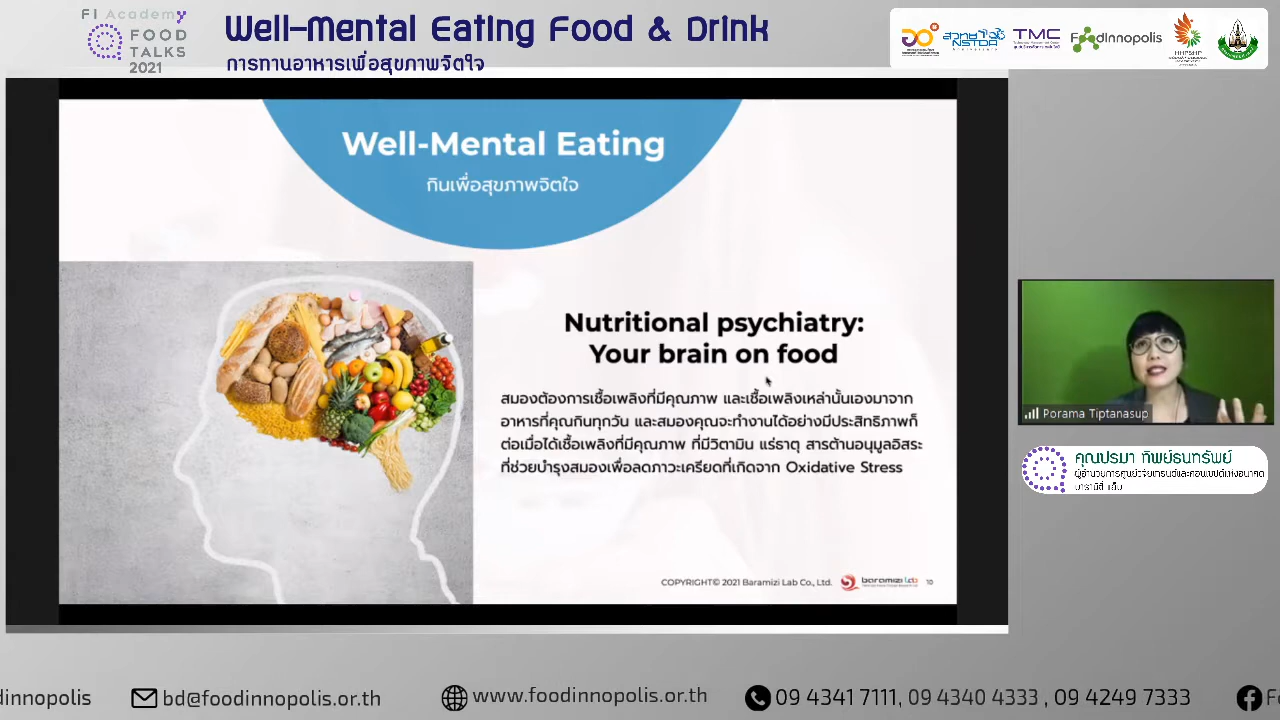 FI Academy
FOOD
TALKS
2021
Well-Mental Eating Food & Drink
การทานอาหารเพื่อสุขภาพจิตใจ
สวทช
NSTDA
TMC
Foodinnopolis
Well-Mental Eating
กินเพื่อสุขภาพจิตใจ
Nutritional psychiatry:
Your brain on food
สมองต้องการเชื้อเพลิงที่มีคุณภาพ และเชื้อเพลิงเหล่านั้นเองมาจาก
อาหารที่คุณกินทุกวัน และสมองคุณจะทำงานได้อย่างมีประสิทธิภาพก็
ต่อเมื่อได้เชื้อเพลิงที่มีคุณภาพ ที่มีวิตามิน แร่ธาตุ สารต้านอนุมูลอิสระ
ที่ช่วยบำรุงสมองเพื่อลดภาวะเครียดที่เกิดจาก Oxidative Stress
COPYRIGHT© 2021 Baramizi Lab Co., Ltd.
baramizi lab
10
Porama Tiptanasup
คุณปรมา ทิพย์ธนทรัพย์
ผู้อำนวยการศูนย์วิจัยเทรนด์และคอนเซปต์แห่งอนาคต
บารามีซี่ แล็บ
dinnopolis
bd@foodinnopolis.or.th
www.foodinnopolis.or.th
09 4341 7111, 09 4340 4333 , 09 4249 7333